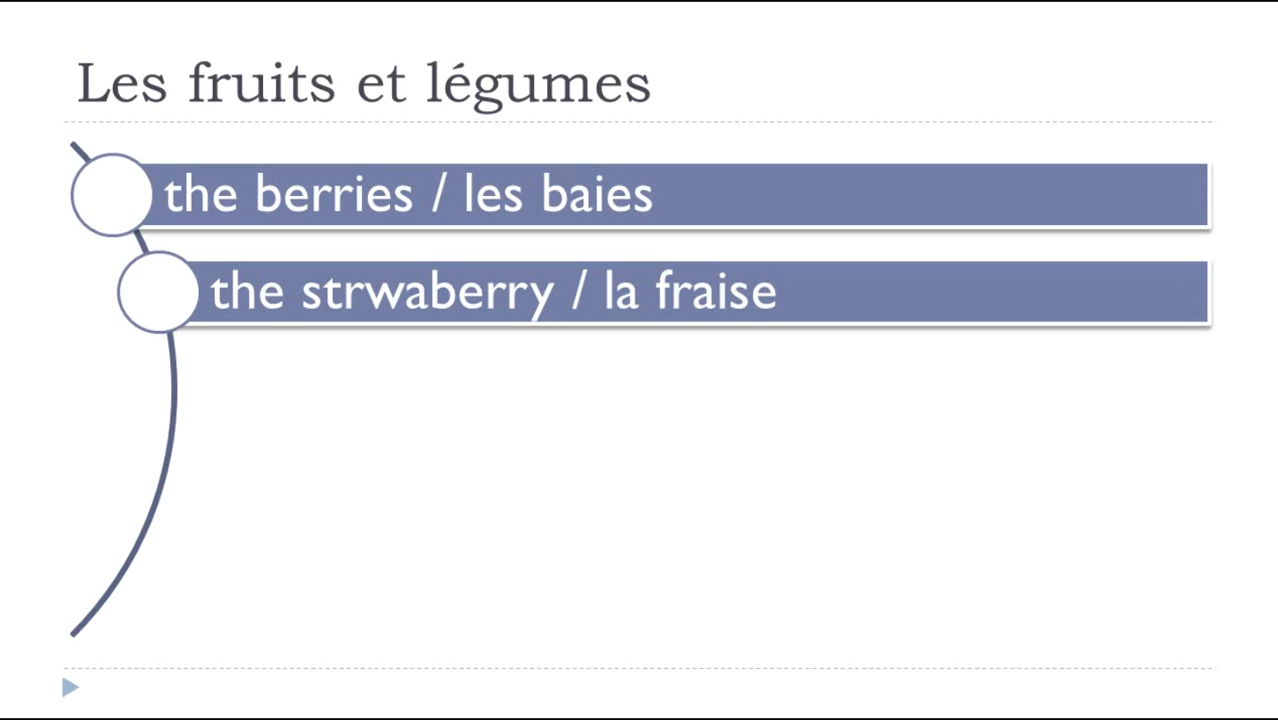 Les fruits et légumes
the berries / les baies
the strwaberry / la fraise